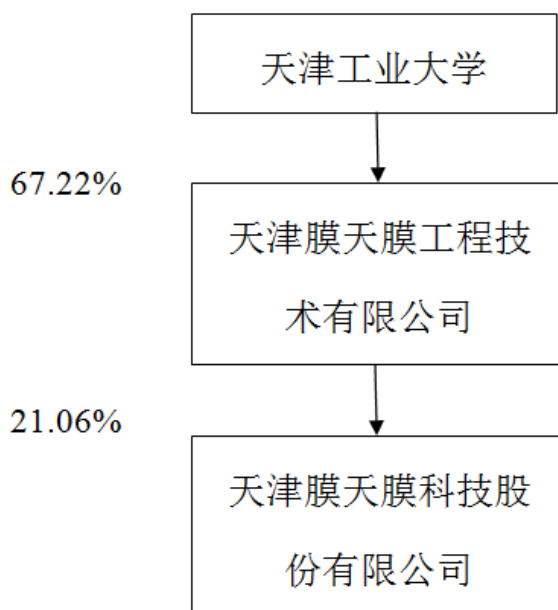 天津工业大学
67.22%
天津膜天膜工程技
术有限公司
21.06%
天津膜天膜科技股
份有限公司